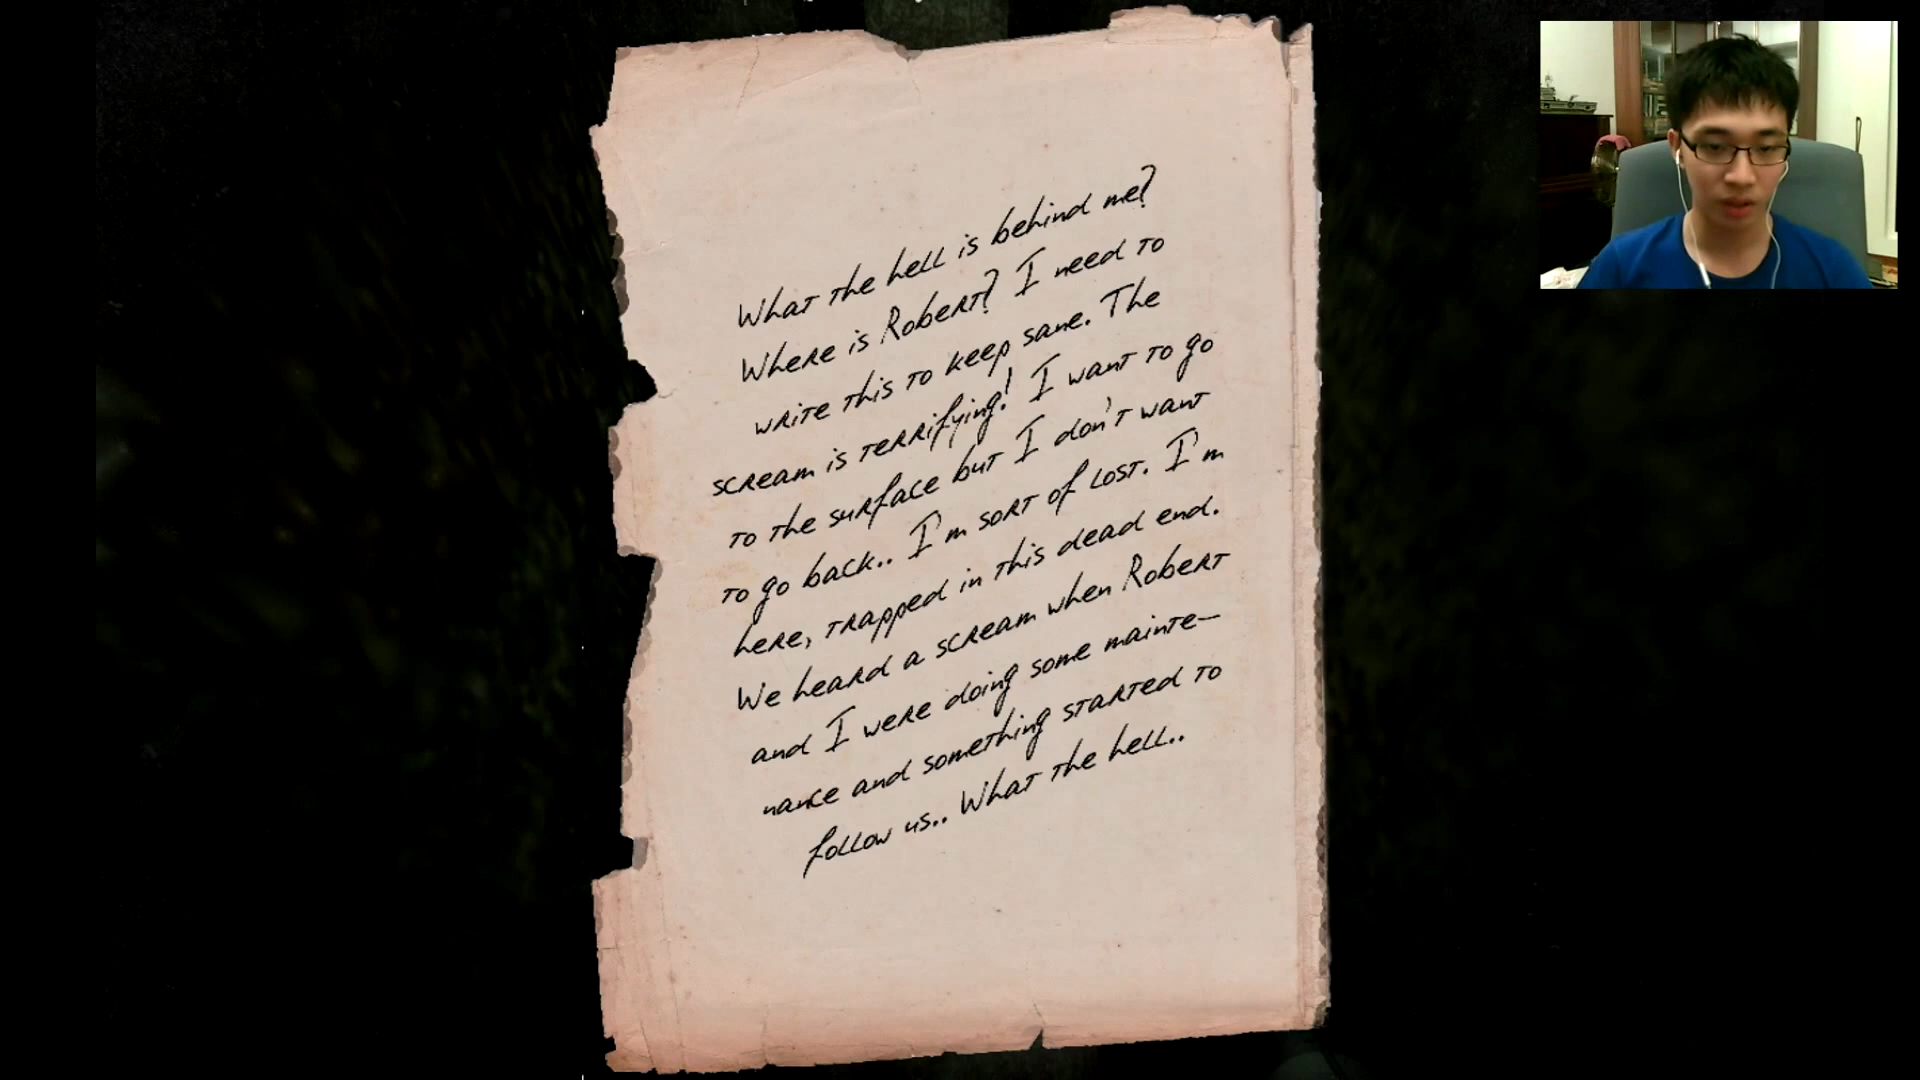 What the hell is behind me?
Where is Robert? I need to
write this to keep sane. The
scream is terrifying! I want to go
to the surface but I don't want
to go back.. I'm sort of lost. I'm
here, trapped in this dead end.
We heard a scream when Robert
and I were doing some mainte-
nance and something started to
follow us.. What the hell..